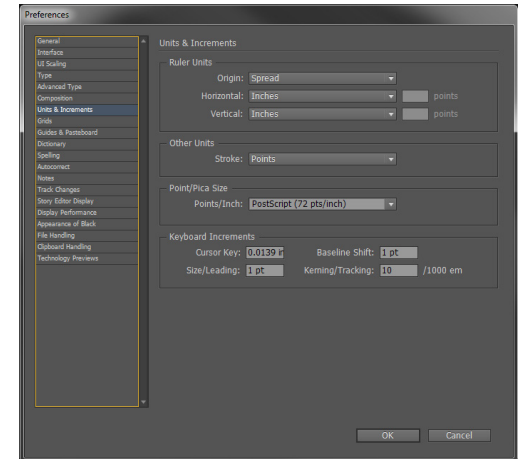 Preferences
General
Interface
UI Scaling
Type
Advanced Type
Composition
Units & Increments
Grids
Guides & Pasteboard
Dictionary
Spelling
Autocorrect
Notes
Track Changes
Story Editor Display
Display Performance
Appearance of Black
File Handling
Clipboard Handling
Technology Previews
Units & Increments
Ruler Units
Origin: Spread
Horizontal: Inches points
Vertical: Inches points
Other Units
Stroke: Points
Point/Pica Size
Points/Inch: PostScript (72 pts/inch)
Keyboard Increments
Cursor Key: 0.0139 ir Baseline Shift: 1 pt
Size/Leading: 1 pt Kerning/Tracking: 10 /1000 em
OK Cancel